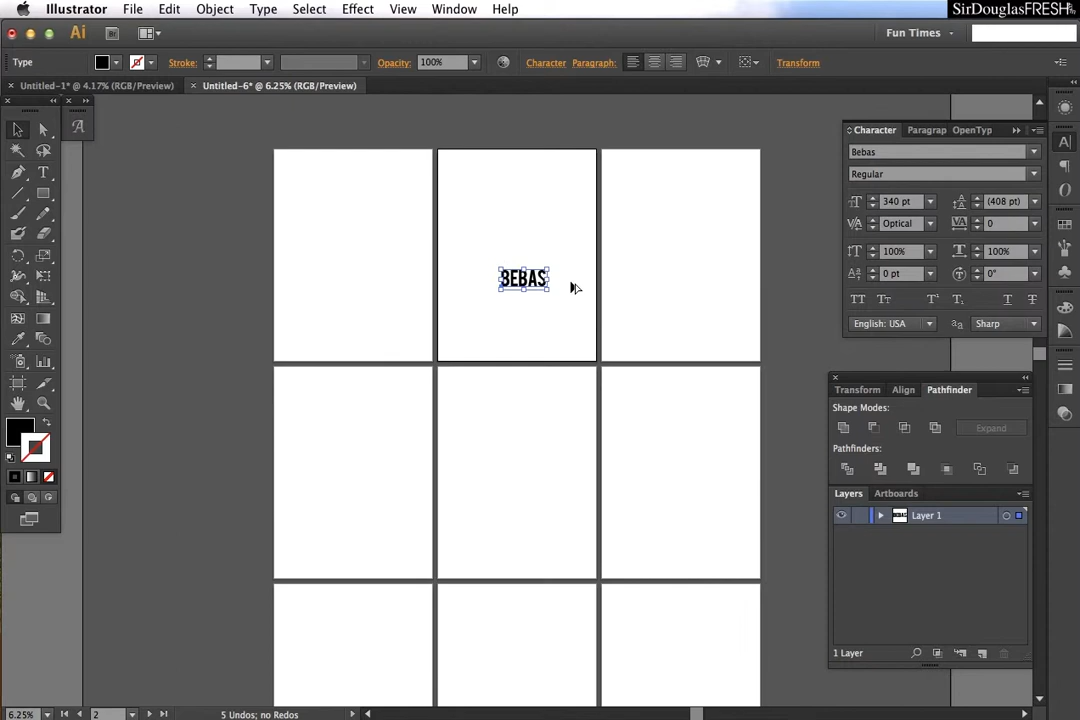 Illustrator File Edit Object Type Select Effect View Window Help
SirDouglasFRESH
Ai Br Fun Times
Type Stroke: Opacity: 100% Character Paragraph: Transform
Untitled-1* @ 4.17% (RGB/Preview) Untitled-6* @ 6.25% (RGB/Preview)
Character Paragrap OpenTyp
Bebas
Regular
340 pt (408 pt)
Optical 0
100% 100%
0 pt 0°
English: USA Sharp
BEBAS
Transform Align Pathfinder
Shape Modes:
Expand
Pathfinders:
Layers Artboards
Layer 1
1 Layer
6.25% 2 5 Undos; no Redos